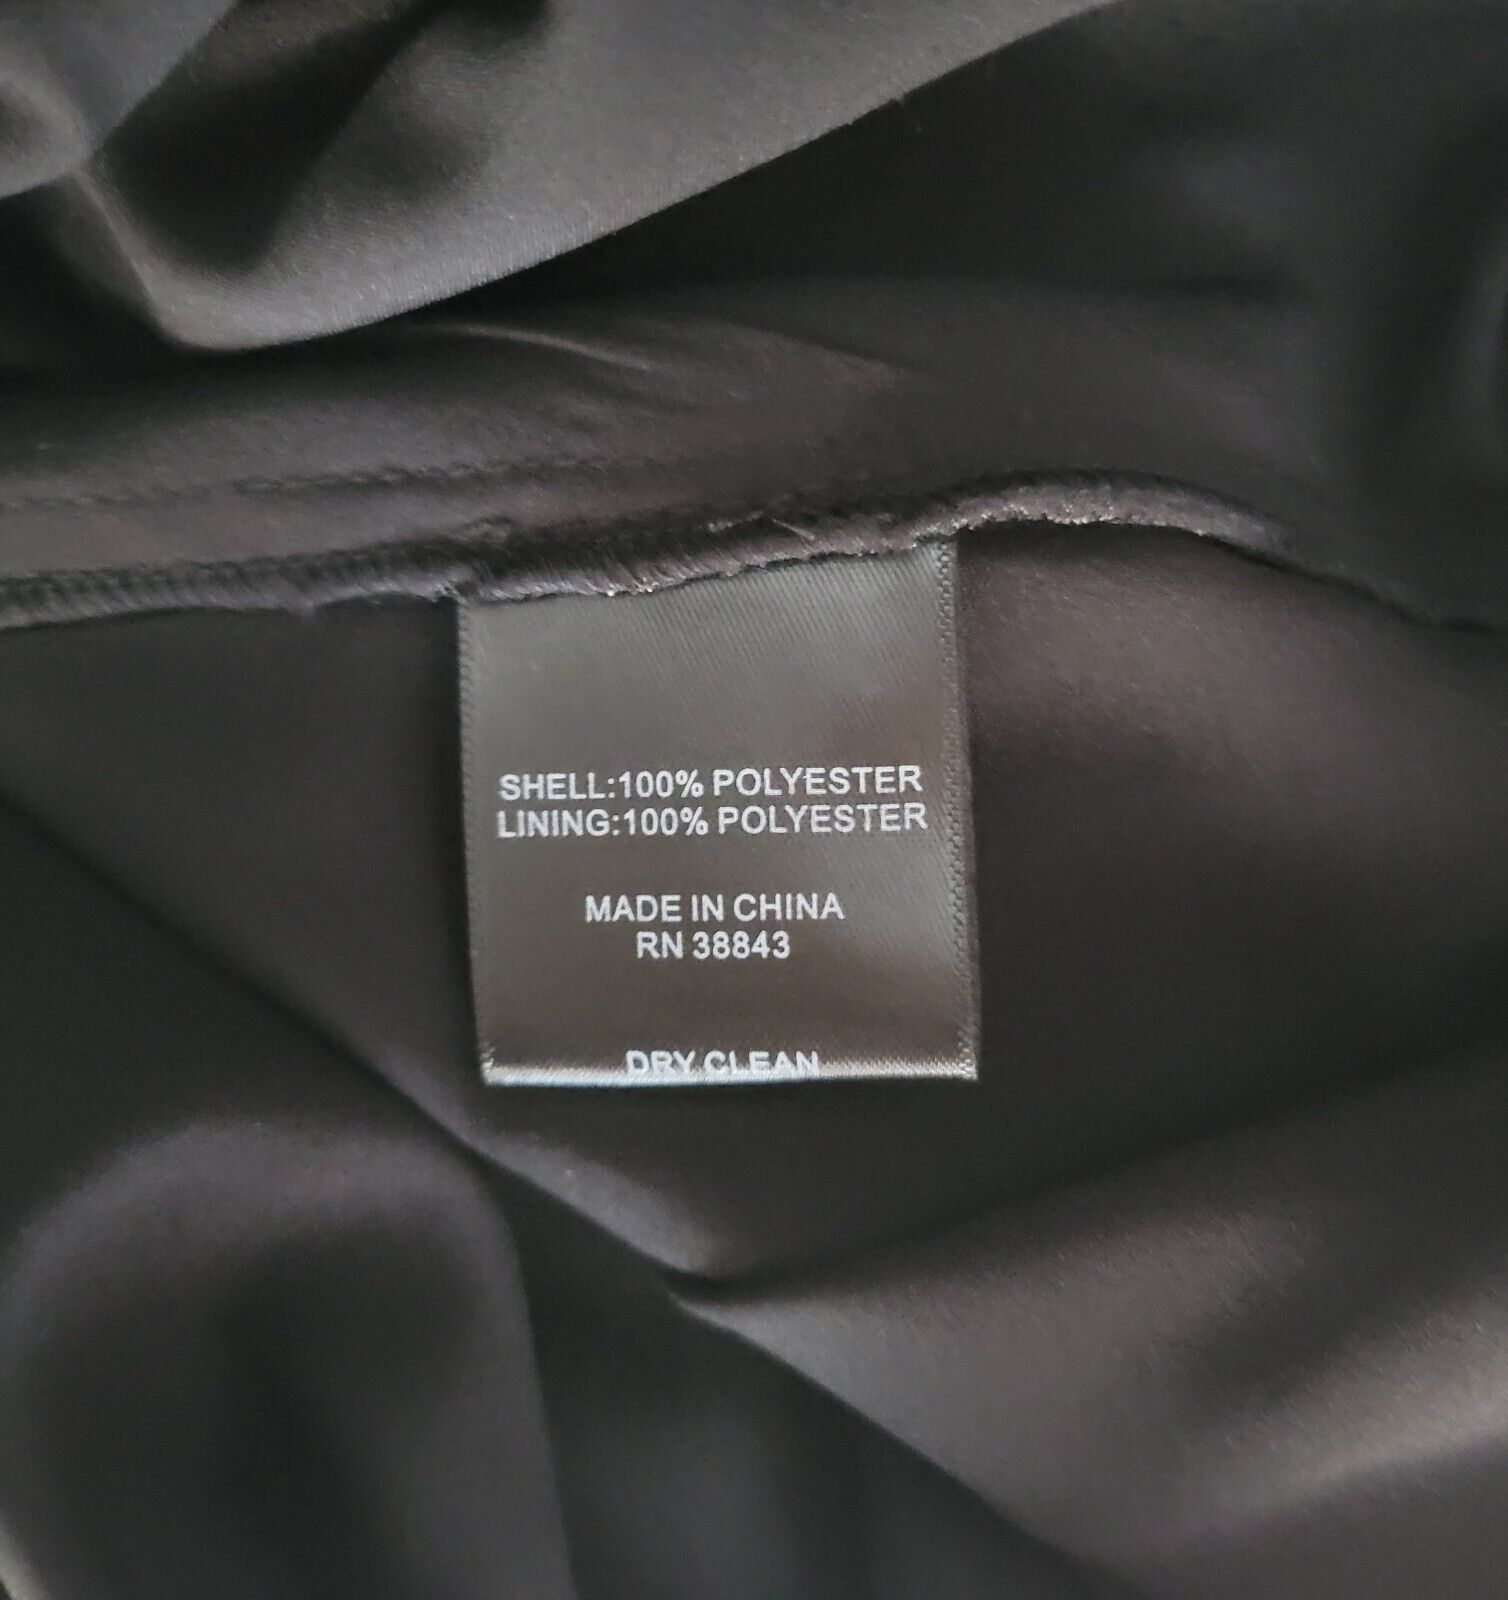 SHELL:100% POLYESTER
LINING:100% POLYESTER
MADE IN CHINA
RN 38843
DRY CLEAN